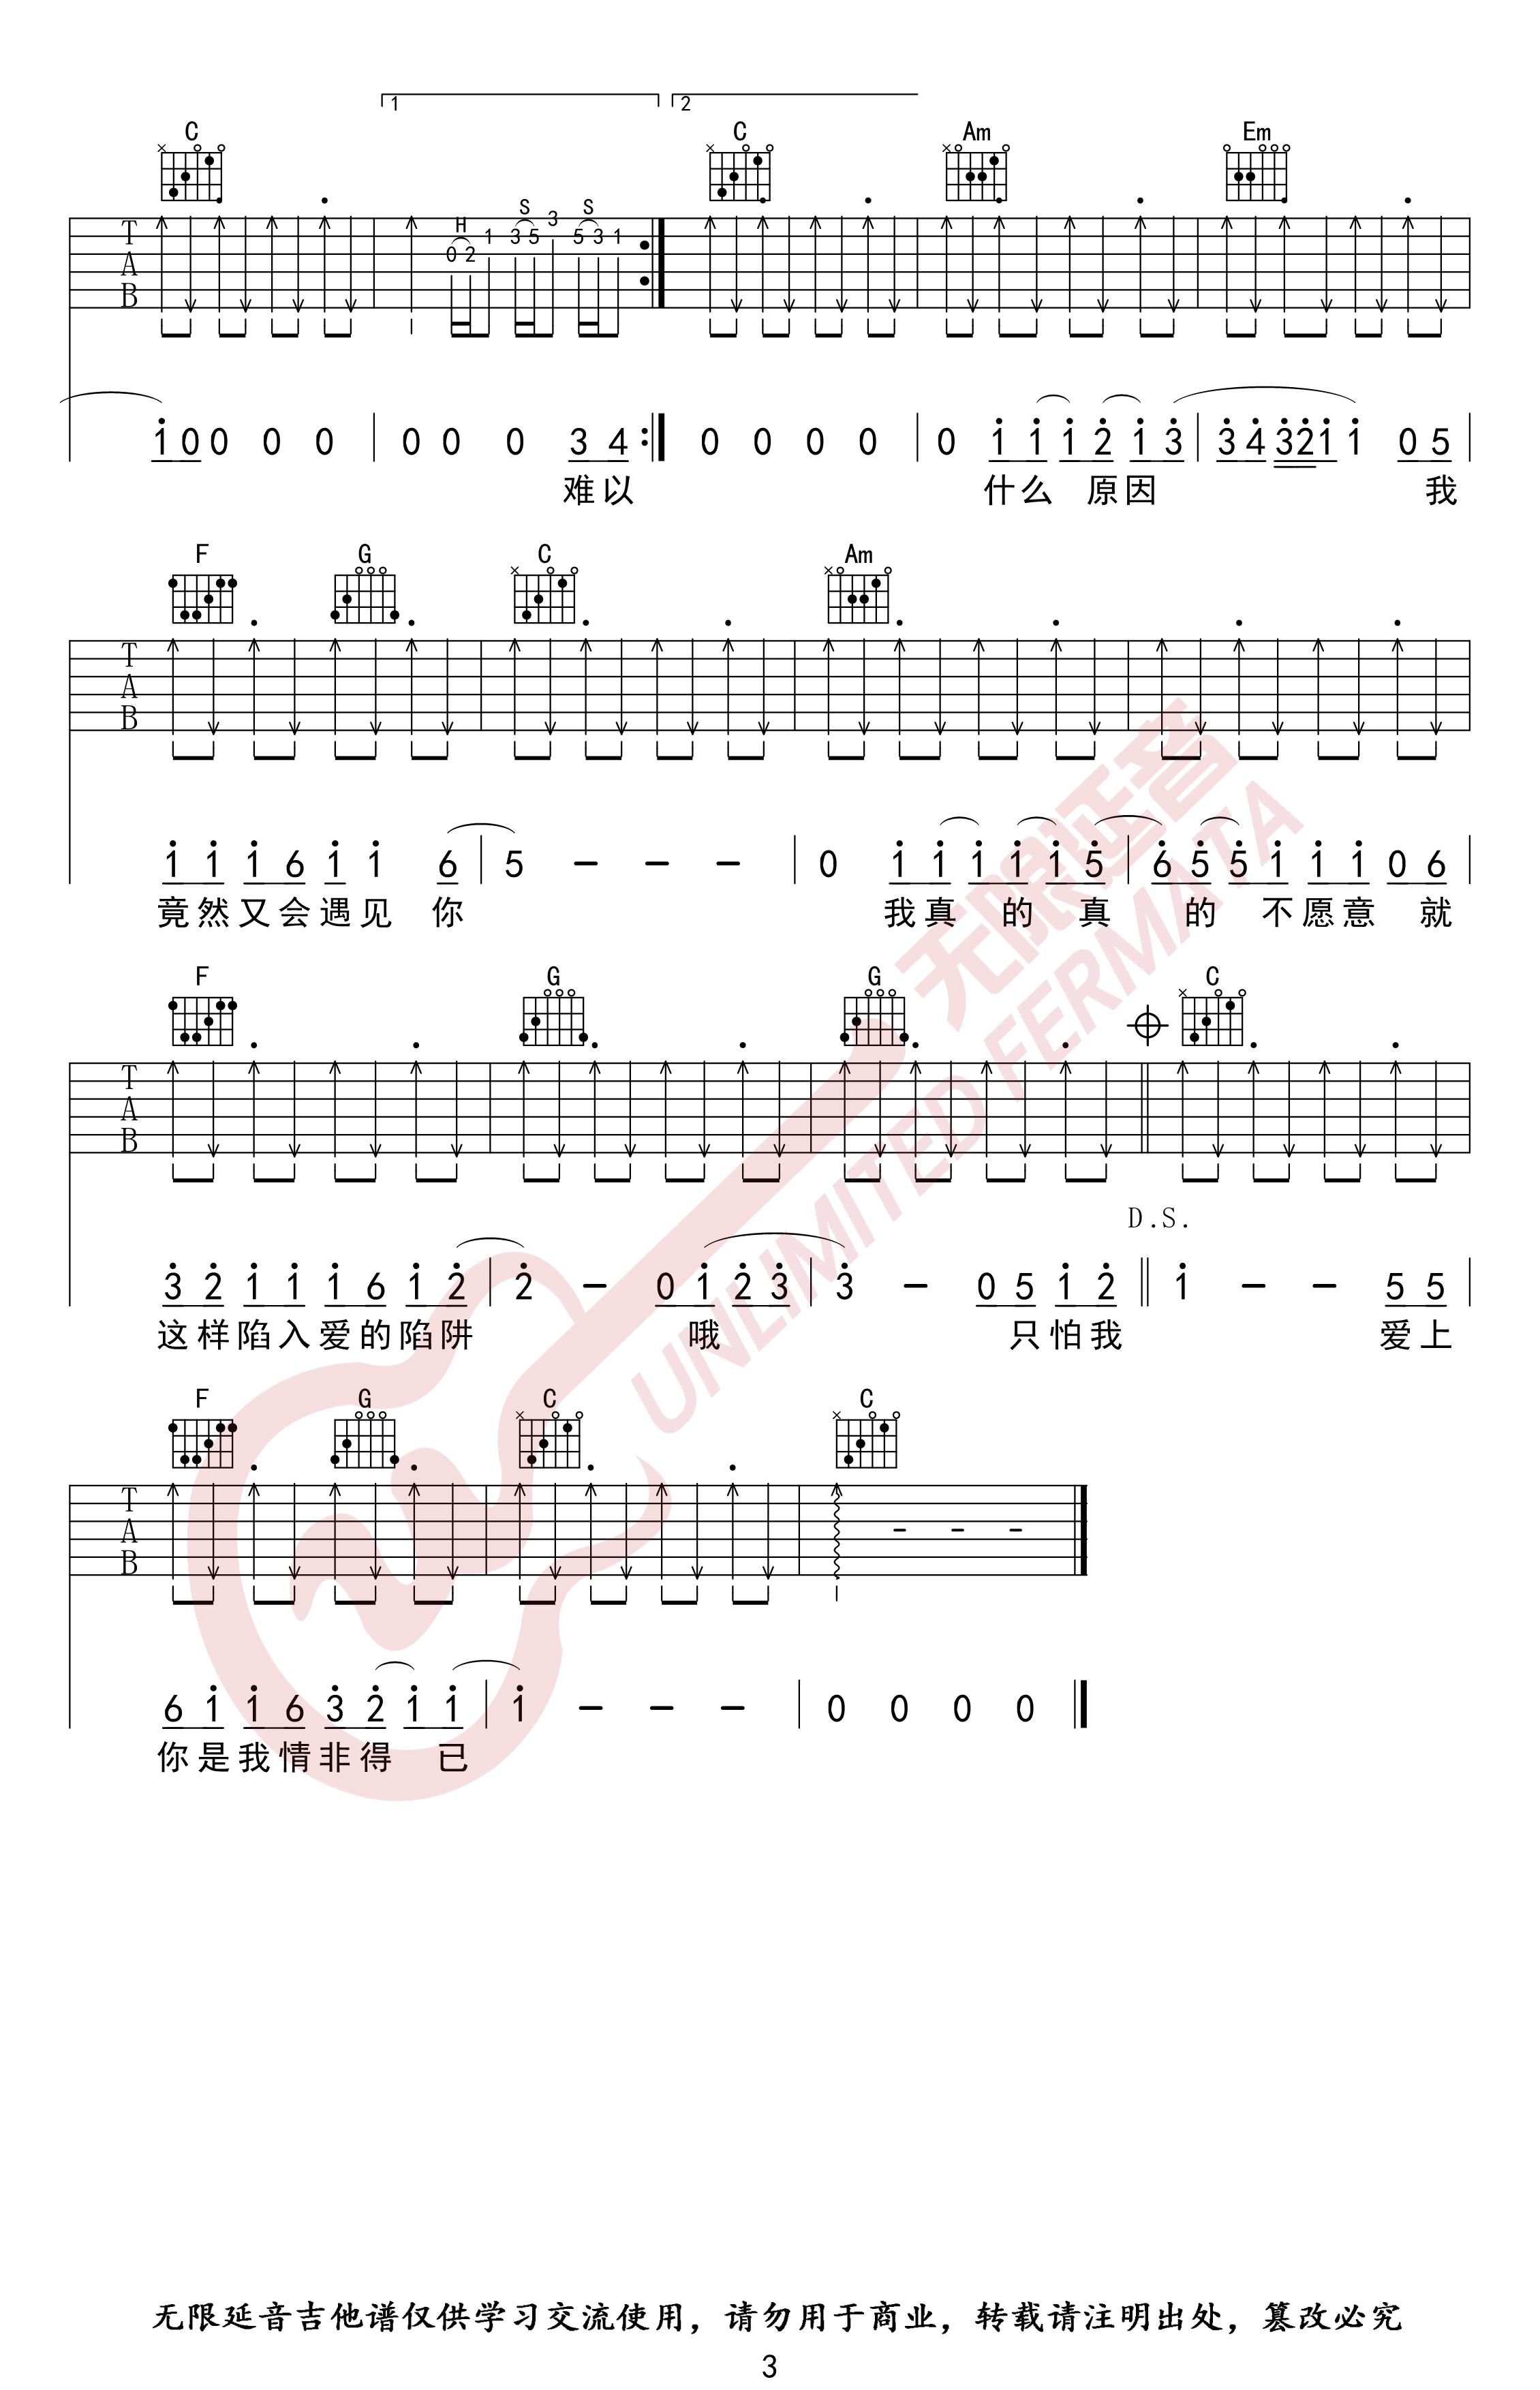 1 2
C C Am Em
H S S
0 2 1 3 5 3 5 3 1
T A B
1 0 0 0 0 | 0 0 0 3 4 :| 0 0 0 0 | 0 1 1 1 2 1 3 | 3 4 3 2 1 1 0 5 |
难以 什么 原因 我
F G C Am
T A B
1 1 1 6 1 1 6 | 5 - - - | 0 1 1 1 1 1 5 | 6 5 5 1 1 1 0 6 |
竟然又会遇见 你 我真 的 真 的 不愿意 就
F G G C
T A B
D.S.
3 2 1 1 1 6 1 2 | 2 - 0 1 2 3 | 3 - 0 5 1 2 || 1 - - 5 5 |
这样陷入爱的陷阱 哦 只怕我 爱上
F G C C
T A B
- - -
6 1 1 6 3 2 1 1 | 1 - - - | 0 0 0 0 ||
你是我情非得 已
无限延音
UNLIMITED FERMATA
无限延音吉他谱仅供学习交流使用，请勿用于商业，转载请注明出处，篡改必究
3